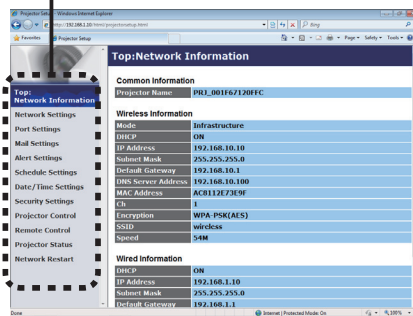 Projector Setup - Windows Internet Explorer
http://192.168.1.10/html/projectorsetup.html
Bing
Favorites Projector Setup
Page Safety Tools
Top:Network Information
Top:
Network Information
Network Settings
Port Settings
Mail Settings
Alert Settings
Schedule Settings
Date/Time Settings
Security Settings
Projector Control
Remote Control
Projector Status
Network Restart
Common Information
Projector Name PRJ_001F67120FFC
Wireless Information
Mode Infrastructure
DHCP ON
IP Address 192.168.10.10
Subnet Mask 255.255.255.0
Default Gateway 192.168.10.1
DNS Server Address 192.168.10.100
MAC Address AC8112E73E9F
Ch 1
Encryption WPA-PSK(AES)
SSID wireless
Speed 54M
Wired Information
DHCP ON
IP Address 192.168.1.10
Subnet Mask 255.255.255.0
Default Gateway 192.168.1.1
Done Internet | Protected Mode: On 100%